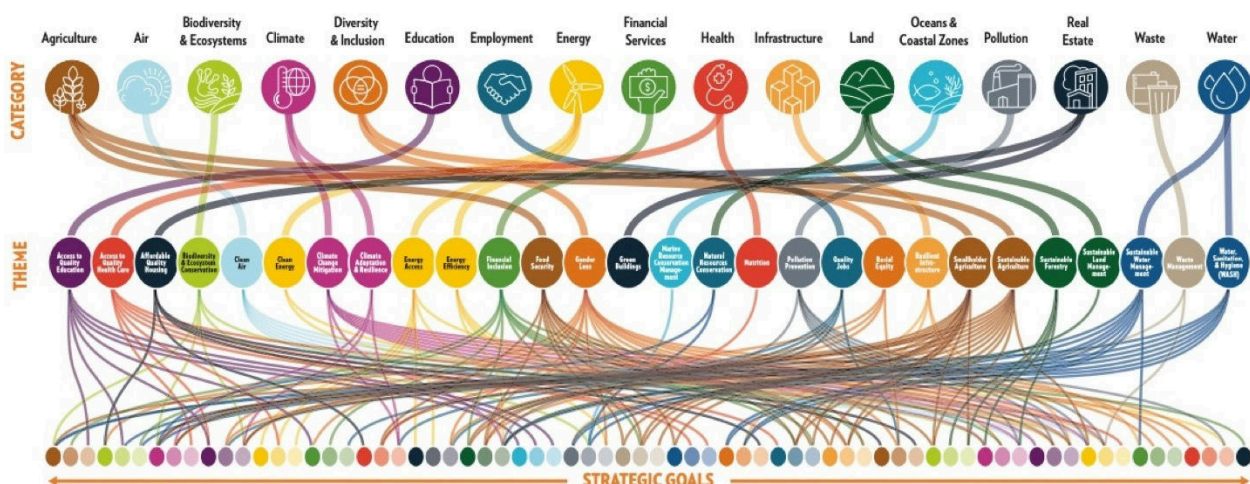 Agriculture
Air
Biodiversity
& Ecosystems
Climate
Diversity
& Inclusion
Education
Employment
Energy
Financial
Services
Health
Infrastructure
Land
Oceans &
Coastal Zones
Pollution
Real
Estate
Waste
Water
CATEGORY
THEME
Access to
Quality
Education
Access to
Quality
Health Care
Affordable
Quality
Housing
Biodiversity
& Ecosystem
Conservation
Clean
Air
Clean
Energy
Climate
Change
Mitigation
Climate
Adaptation
& Resilience
Energy
Access
Energy
Efficiency
Financial
Inclusion
Food
Security
Gender
Lens
Green
Buildings
Marine
Resource
Conservation
Manage-
ment
Natural
Resources
Conservation
Nutrition
Pollution
Prevention
Quality
Jobs
Racial
Equity
Resilient
Infra-
structure
Smallholder
Agriculture
Sustainable
Agriculture
Sustainable
Forestry
Sustainable
Land
Manage-
ment
Sustainable
Water
Manage-
ment
Waste
Management
Water,
Sanitation,
& Hygiene
(WASH)
STRATEGIC GOALS